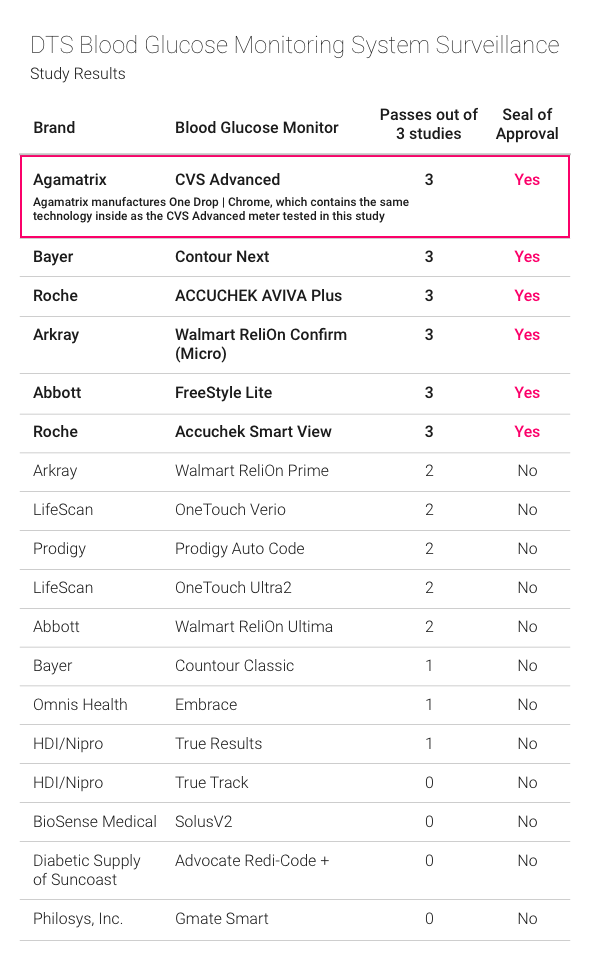 DTS Blood Glucose Monitoring System Surveillance
Study Results
Brand Blood Glucose Monitor Passes out of 3 studies Seal of Approval
Agamatrix CVS Advanced 3 Yes
Agamatrix manufactures One Drop | Chrome, which contains the same
technology inside as the CVS Advanced meter tested in this study
Bayer Contour Next 3 Yes
Roche ACCUCHEK AVIVA Plus 3 Yes
Arkray Walmart ReliOn Confirm (Micro) 3 Yes
Abbott FreeStyle Lite 3 Yes
Roche Accuchek Smart View 3 Yes
Arkray Walmart ReliOn Prime 2 No
LifeScan OneTouch Verio 2 No
Prodigy Prodigy Auto Code 2 No
LifeScan OneTouch Ultra2 2 No
Abbott Walmart ReliOn Ultima 2 No
Bayer Countour Classic 1 No
Omnis Health Embrace 1 No
HDI/Nipro True Results 1 No
HDI/Nipro True Track 0 No
BioSense Medical SolusV2 0 No
Diabetic Supply of Suncoast Advocate Redi-Code + 0 No
Philosys, Inc. Gmate Smart 0 No